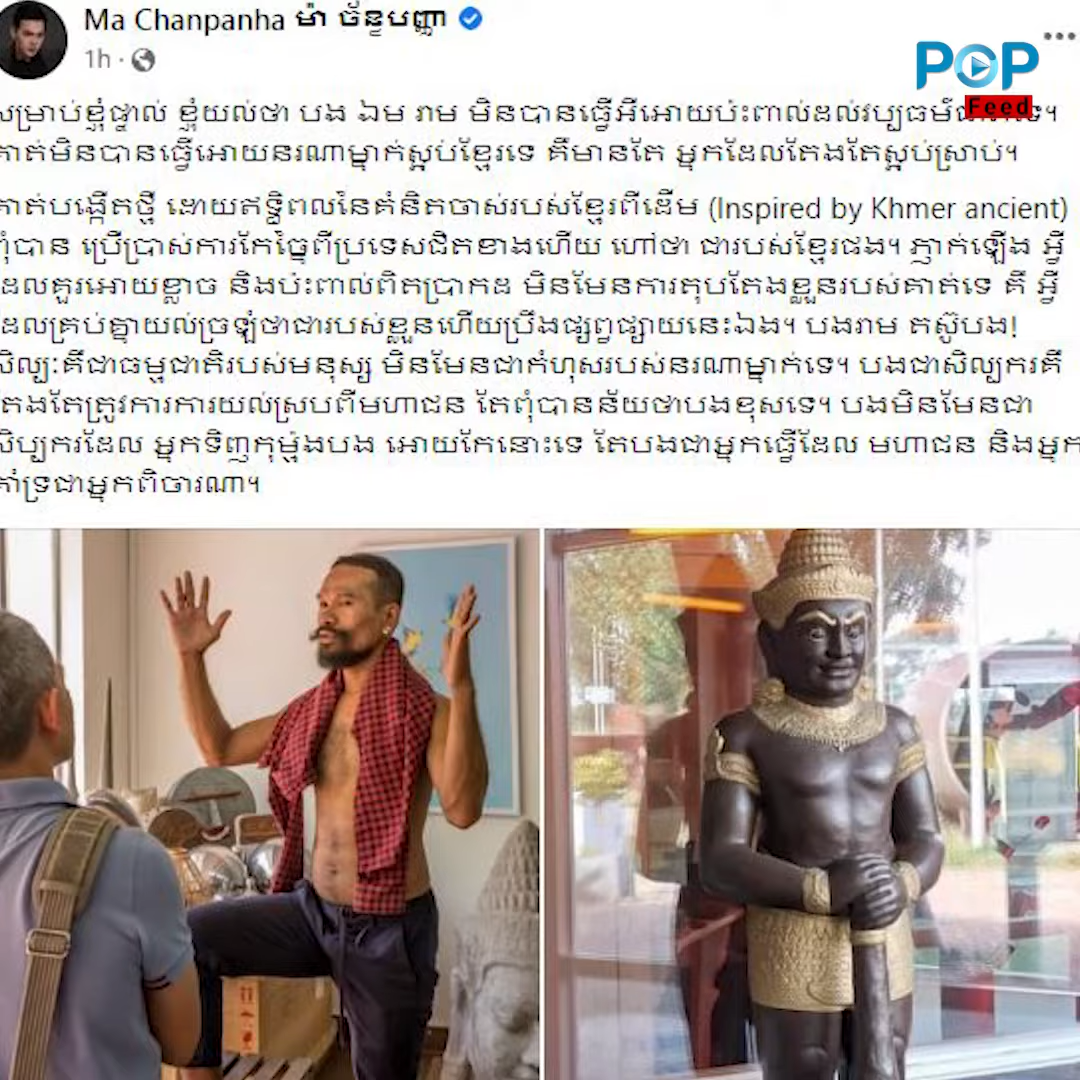 Ma Chanpanha ម៉ា ច័ន្ទបញ្ញា
1h
POP
Feed
សម្រាប់ខ្ញុំផ្ទាល់ ខ្ញុំយល់ថា បង ឯម រាម មិនបានធ្វើអីអោយប៉ះពាល់ដល់វប្បធម៌
គាត់មិនបានធ្វើអោយនរណាម្នាក់ស្អប់ខ្មែរទេ គឺមានតែ អ្នកដែលតែងតែស្អប់ស្រាប់។
គាត់បង្កើតថ្មី ដោយឥទ្ធិពលនៃគំនិតចាស់របស់ខ្មែរពីដើម (Inspired by Khmer ancient)
ពុំបាន ប្រើប្រាស់ការកែច្នៃពីប្រទេសជិតខាងហើយ ហៅថា ជារបស់ខ្មែរផង។ ភ្ញាក់ឡើង អ្វី
ដែលគួរអោយខ្លាច និងប៉ះពាល់ពិតប្រាកដ មិនមែនការតុបតែងខ្លួនរបស់គាត់ទេ គឺ អ្វី
ដែលគ្រប់គ្នាយល់ច្រឡំថាជារបស់ខ្លួនហើយប្រឹងផ្សព្វផ្សាយនេះឯង។ បងរាម តស៊ូបង!
សិល្បៈគឺជាធម្មជាតិរបស់មនុស្ស មិនមែនជាកំហុសរបស់នរណាម្នាក់ទេ។ បងជាសិល្បករគឺ
តែងតែត្រូវការការយល់ស្របពីមហាជន តែពុំបានន័យថាបងខុសទេ។ បងមិនមែនជា
សិប្បករដែល អ្នកទិញកុម្ម៉ង់បង អោយកែនោះទេ តែបងជាអ្នកធ្វើដែល មហាជន និងអ្នក
គាំទ្រជាអ្នកពិចារណា។